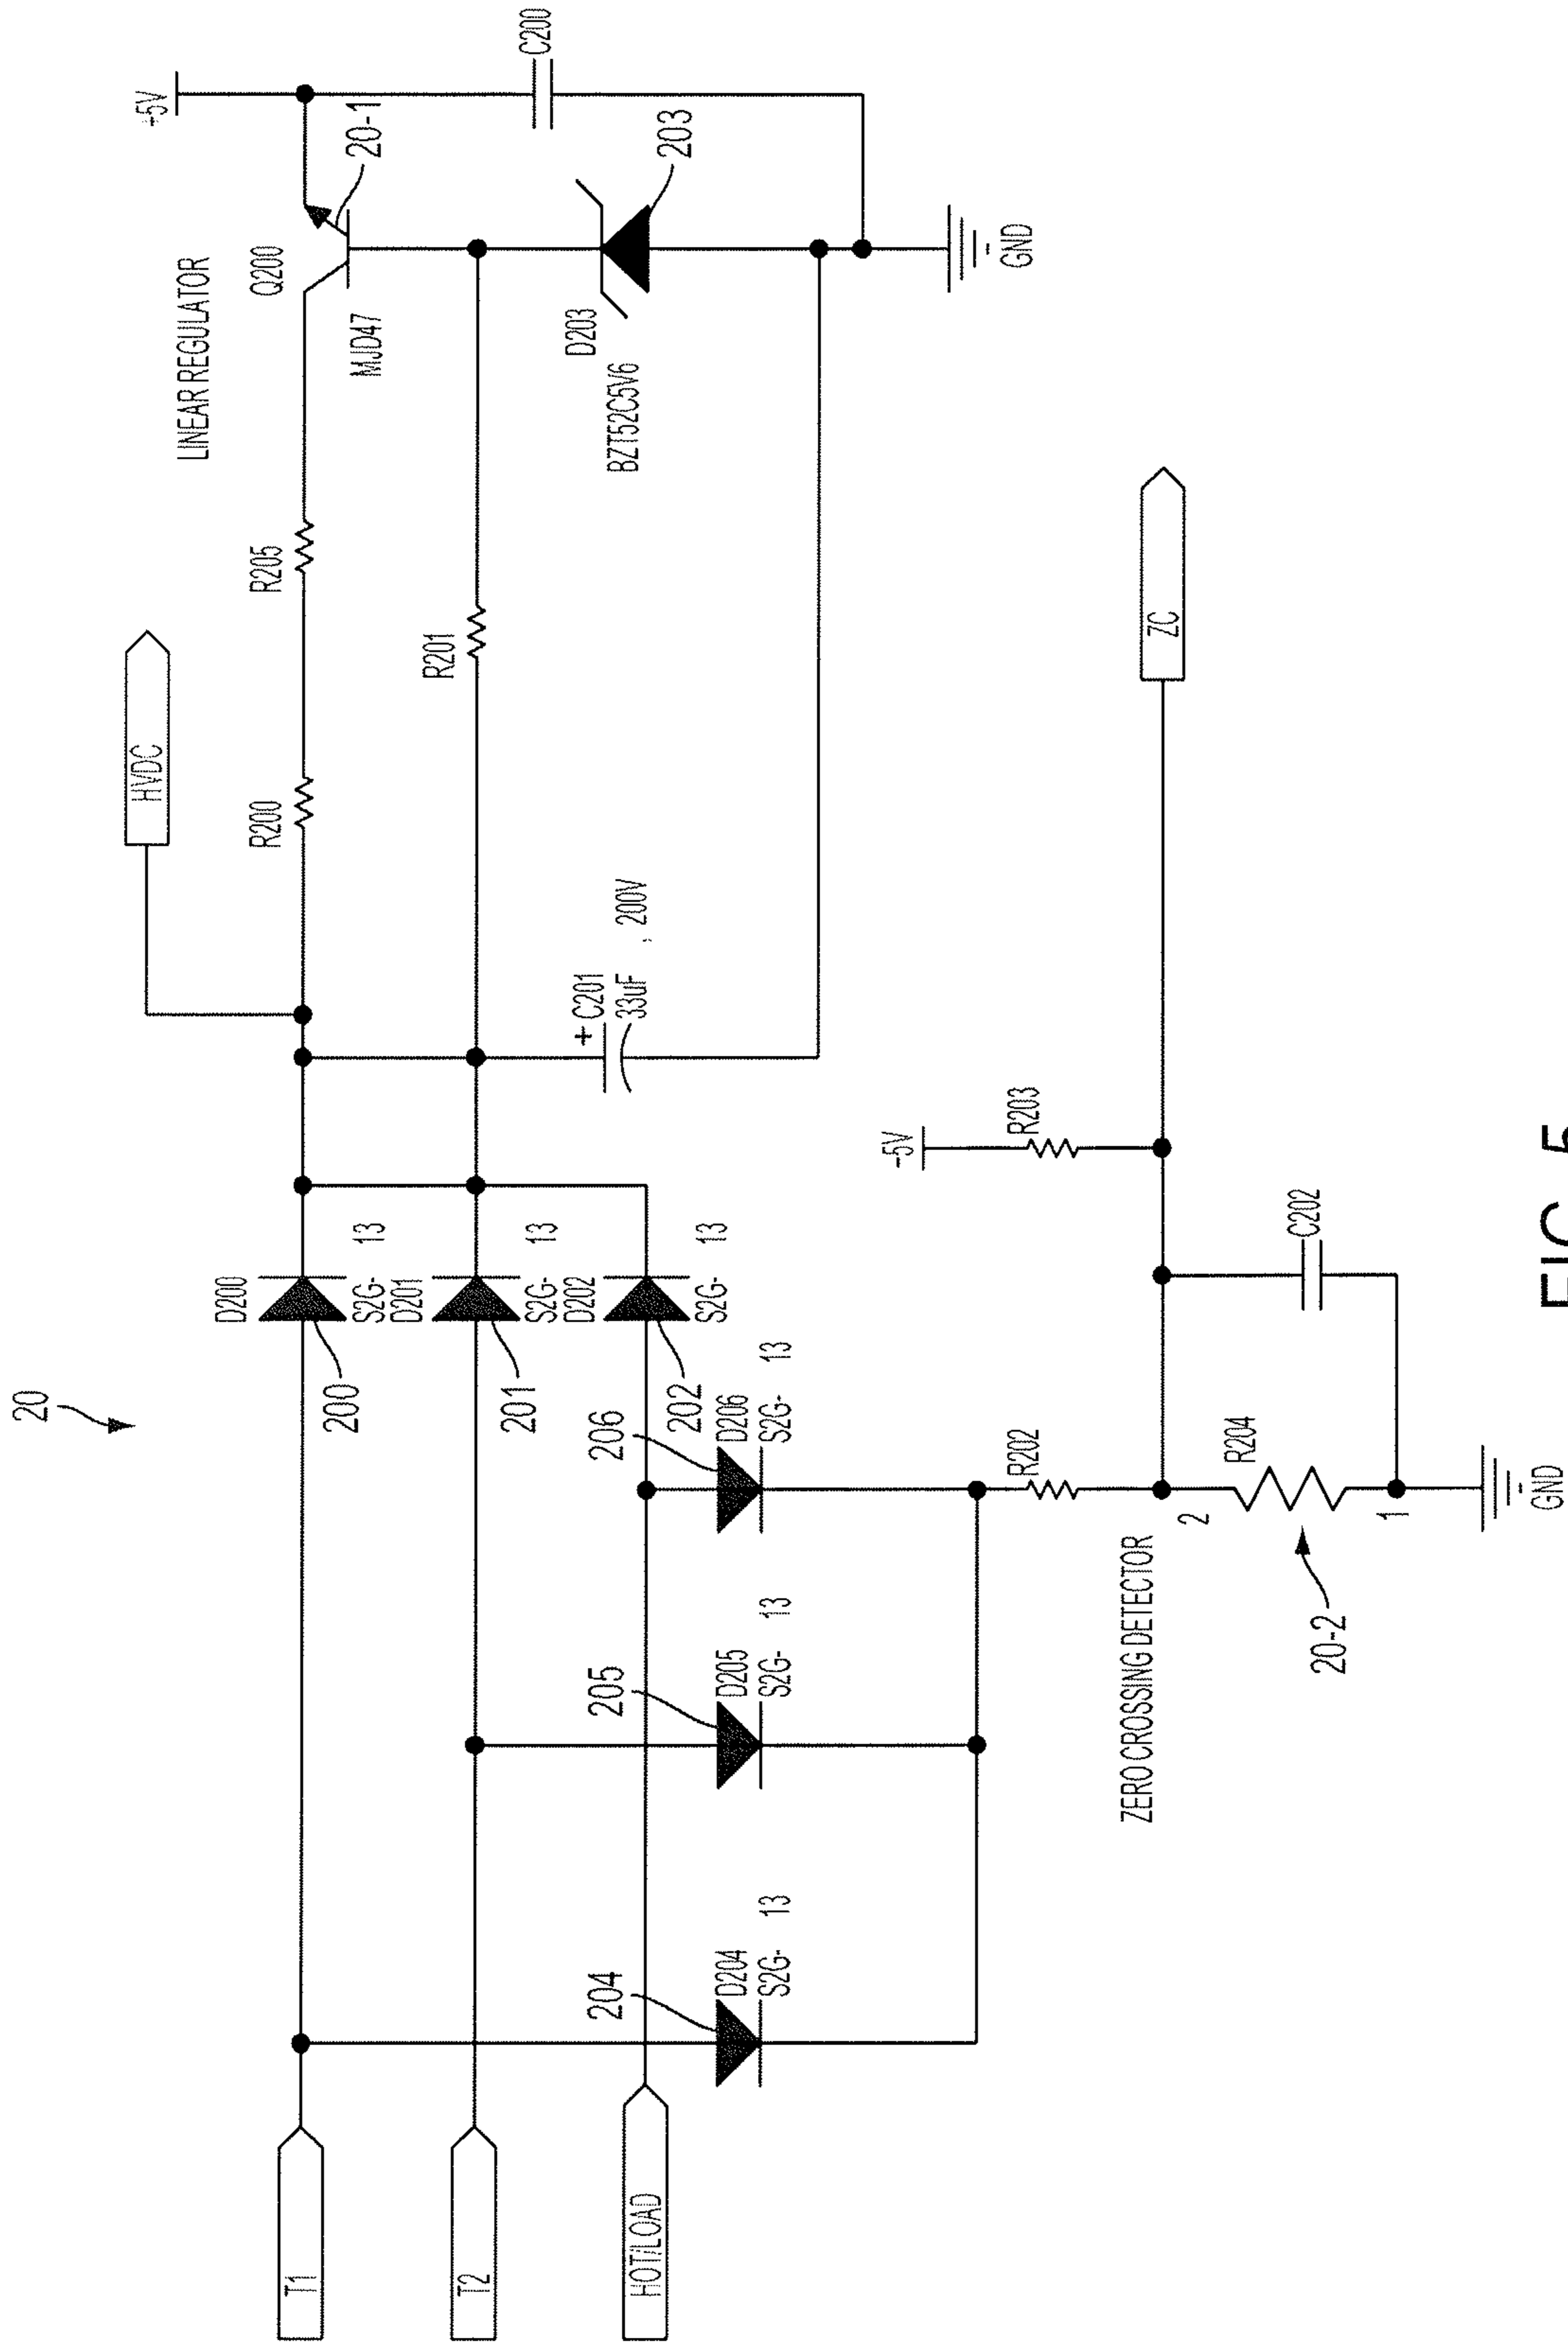 20
T1
T2
HOT/LOAD
HVDC
LINEAR REGULATOR
+5V
D200
S2G- 13
200
D201
S2G- 13
201
D202
S2G- 13
202
R200
R205
Q200
MJD47
20-1
R201
+ C201
33uF , 200V
D203
BZT52C5V6
203
C200
GND
204
D204
S2G- 13
205
D205
S2G- 13
206
D206
S2G- 13
R202
-5V
R203
ZC
ZERO CROSSING DETECTOR
2
R204
1
20-2
C202
GND
FIG. 5